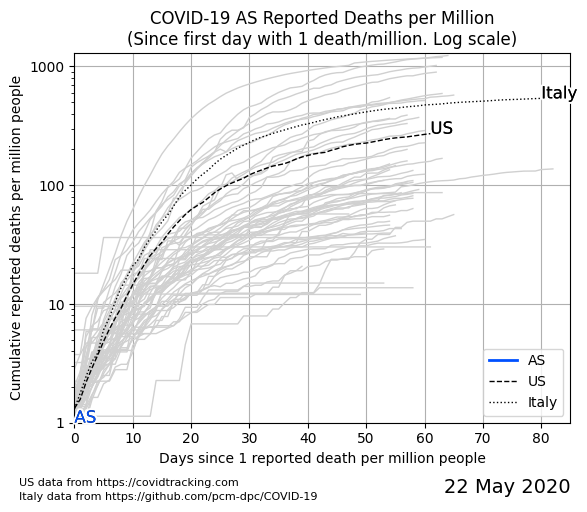 COVID-19 AS Reported Deaths per Million
(Since first day with 1 death/million. Log scale)
Cumulative reported deaths per million people
1000
100
10
1
Italy
US
AS
AS
US
Italy
0 10 20 30 40 50 60 70 80
Days since 1 reported death per million people
US data from https://covidtracking.com
Italy data from https://github.com/pcm-dpc/COVID-19
22 May 2020